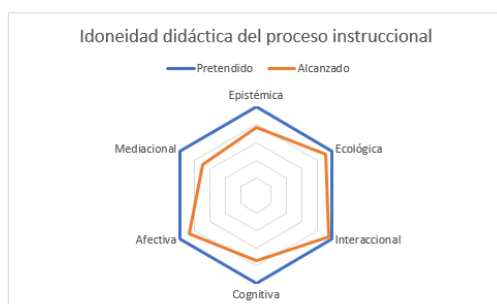 Idoneidad didáctica del proceso instruccional
Pretendido Alcanzado
Epistémica
Mediacional Ecológica
Afectiva Interaccional
Cognitiva